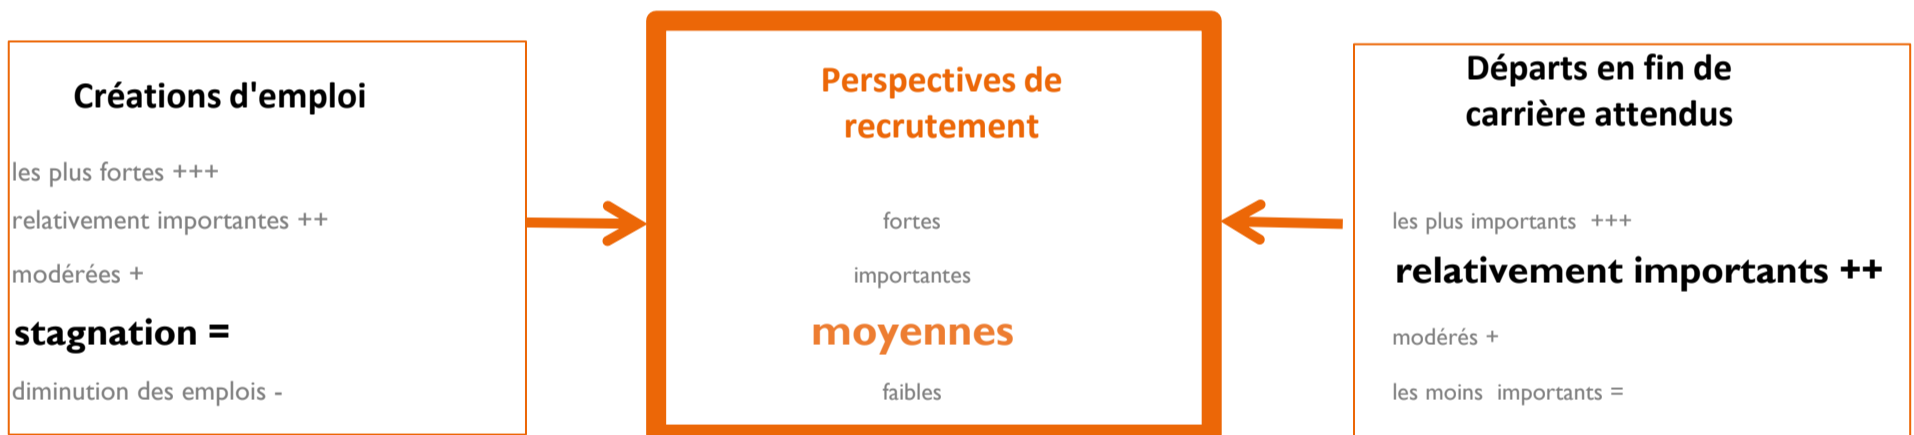 Créations d'emploi
les plus fortes +++
relativement importantes ++
modérées +
stagnation =
diminution des emplois -
Perspectives de
recrutement
fortes
importantes
moyennes
faibles
Départs en fin de
carrière attendus
les plus importants +++
relativement importants ++
modérés +
les moins importants =